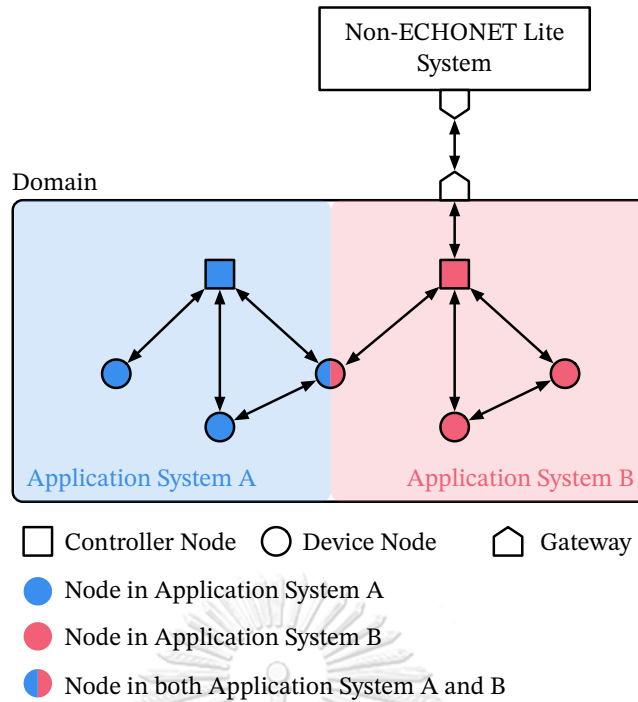 Non-ECHONET Lite
System
Domain
Application System A
Application System B
Controller Node
Device Node
Gateway
Node in Application System A
Node in Application System B
Node in both Application System A and B